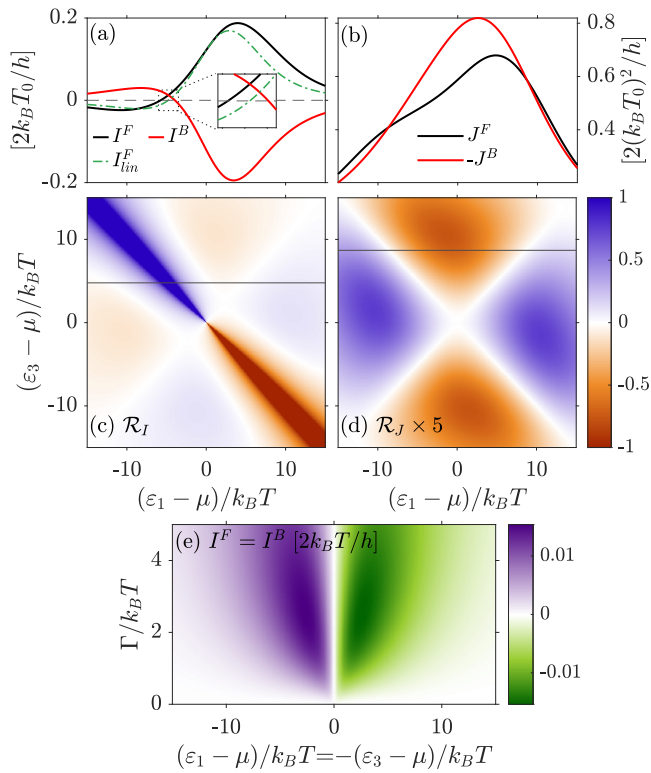 (a)
0.2
0
-0.2
[2k_BT_0/h]
I^F I^B
I^F_{lin}
(b)
0.8
0.6
0.4
[2(k_BT_0)^2/h]
J^F
-J^B
10
0
-10
(ε_3 − μ)/k_BT
(c) R_I
-10 0 10
(ε_1 − μ)/k_BT
(d) R_J × 5
-10 0 10
(ε_1 − μ)/k_BT
1
0.5
0
-0.5
-1
(e) I^F = I^B [2k_BT/h]
4
2
0
Γ/k_BT
-10 0 10
(ε_1 − μ)/k_BT=−(ε_3 − μ)/k_BT
0.01
0
-0.01